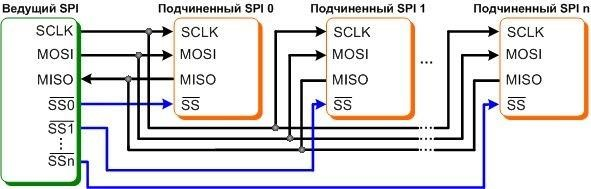 Ведущий SPI
SCLK
MOSI
MISO
SS0
SS1
SSn
Подчиненный SPI 0
SCLK
MOSI
MISO
SS
Подчиненный SPI 1
SCLK
MOSI
MISO
SS
...
Подчиненный SPI n
SCLK
MOSI
MISO
SS